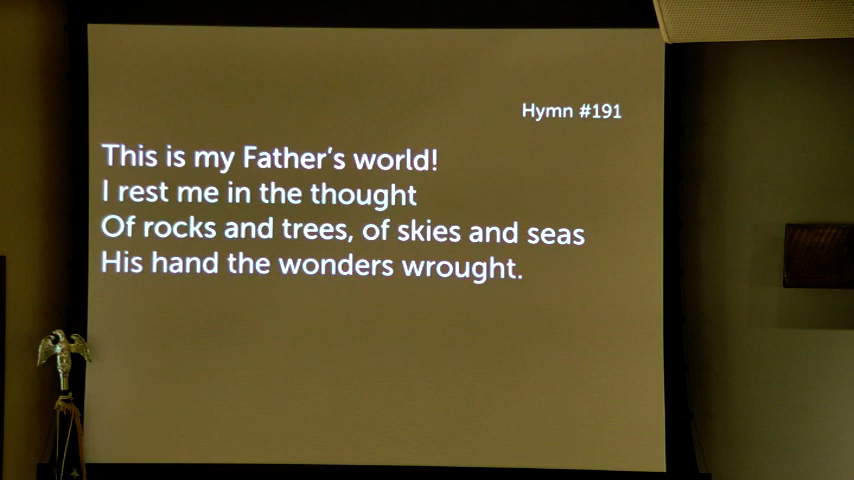 Hymn #191
This is my Father's world!
I rest me in the thought
Of rocks and trees, of skies and seas
His hand the wonders wrought.